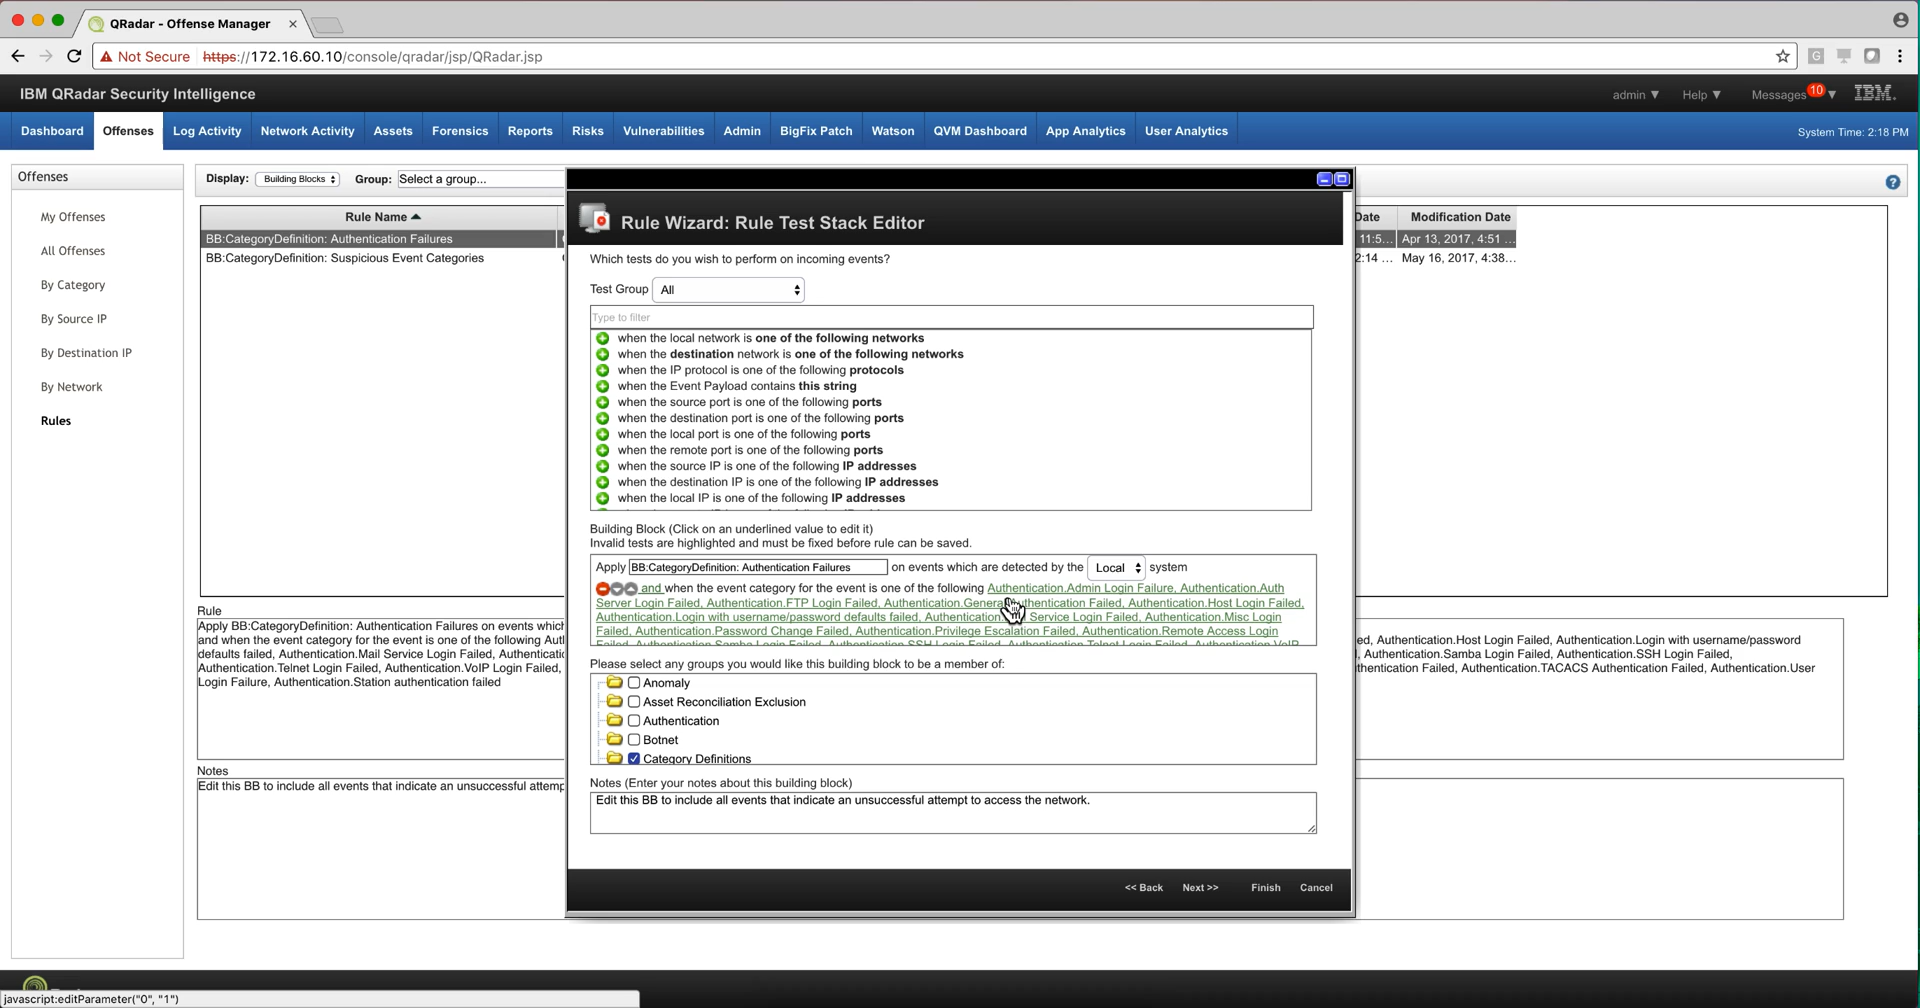 QRadar - Offense Manager
Not Secure https://172.16.60.10/console/qradar/jsp/QRadar.jsp
IBM QRadar Security Intelligence
admin ▼ Help ▼ Messages 10 ▼ IBM.
Dashboard Offenses Log Activity Network Activity Assets Forensics Reports Risks Vulnerabilities Admin BigFix Patch Watson QVM Dashboard App Analytics User Analytics System Time: 2:18 PM
Offenses
My Offenses
All Offenses
By Category
By Source IP
By Destination IP
By Network
Rules
Display: Building Blocks Group: Select a group...
Rule Name
Date Modification Date
BB:CategoryDefinition: Authentication Failures
11:5... Apr 13, 2017, 4:51 ...
BB:CategoryDefinition: Suspicious Event Categories
2:14 ... May 16, 2017, 4:38...
Rule
Apply BB:CategoryDefinition: Authentication Failures on events which
and when the event category for the event is one of the following
ed, Authentication.Host Login Failed, Authentication.Login with username/password
defaults failed, Authentication.Mail Service Login Failed,
, Authentication.Samba Login Failed, Authentication.SSH Login Failed,
Authentication.Telnet Login Failed, Authentication.VoIP Login Failed,
Authentication Failed, Authentication.TACACS Authentication Failed, Authentication.User
Login Failure, Authentication.Station authentication failed
Notes
Edit this BB to include all events that indicate an unsuccessful
Rule Wizard: Rule Test Stack Editor
Which tests do you wish to perform on incoming events?
Test Group All
Type to filter
when the local network is one of the following networks
when the destination network is one of the following networks
when the IP protocol is one of the following protocols
when the Event Payload contains this string
when the source port is one of the following ports
when the destination port is one of the following ports
when the local port is one of the following ports
when the remote port is one of the following ports
when the source IP is one of the following IP addresses
when the destination IP is one of the following IP addresses
when the local IP is one of the following IP addresses
Building Block (Click on an underlined value to edit it)
Invalid tests are highlighted and must be fixed before rule can be saved.
Apply BB:CategoryDefinition: Authentication Failures on events which are detected by the Local system
and when the event category for the event is one of the following Authentication.Admin Login Failure, Authentication.Auth
Server Login Failed, Authentication.FTP Login Failed, Authentication.General Authentication Failed, Authentication.Host Login Failed,
Authentication.Login with username/password defaults failed, Authentication. Service Login Failed, Authentication.Misc Login
Failed, Authentication.Password Change Failed, Authentication.Privilege Escalation Failed, Authentication.Remote Access Login
Failed, Authentication.Samba Login Failed, Authentication.SSH Login Failed, Authentication.Telnet Login Failed, Authentication.VoIP
Please select any groups you would like this building block to be a member of:
Anomaly
Asset Reconciliation Exclusion
Authentication
Botnet
Category Definitions
Notes (Enter your notes about this building block)
Edit this BB to include all events that indicate an unsuccessful attempt to access the network.
<< Back Next >> Finish Cancel
javascript:editParameter("0", "1")